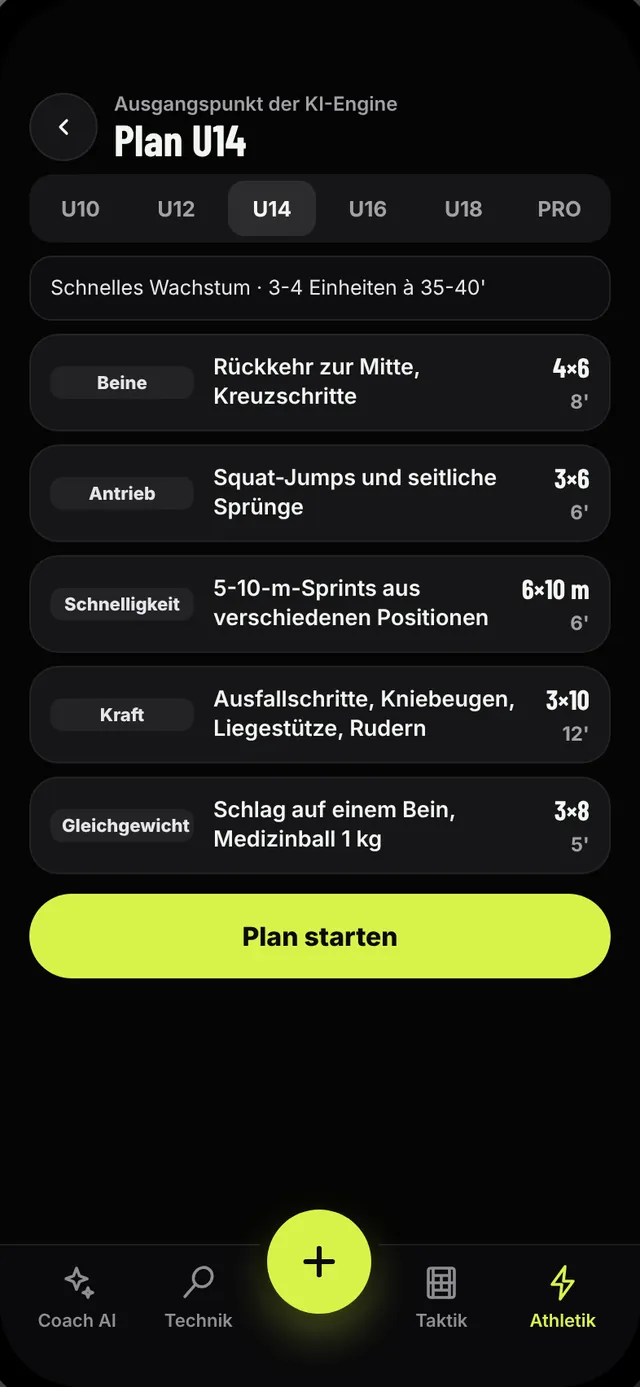 Ausgangspunkt der KI-Engine
Plan U14
U10 U12 U14 U16 U18 PRO
Schnelles Wachstum · 3-4 Einheiten à 35-40'
Beine
Rückkehr zur Mitte,
Kreuzschritte
4×6
8'
Antrieb
Squat-Jumps und seitliche
Sprünge
3×6
6'
Schnelligkeit
5-10-m-Sprints aus
verschiedenen Positionen
6×10 m
6'
Kraft
Ausfallschritte, Kniebeugen,
Liegestütze, Rudern
3×10
12'
Gleichgewicht
Schlag auf einem Bein,
Medizinball 1 kg
3×8
5'
Plan starten
Coach AI
Technik
Taktik
Athletik